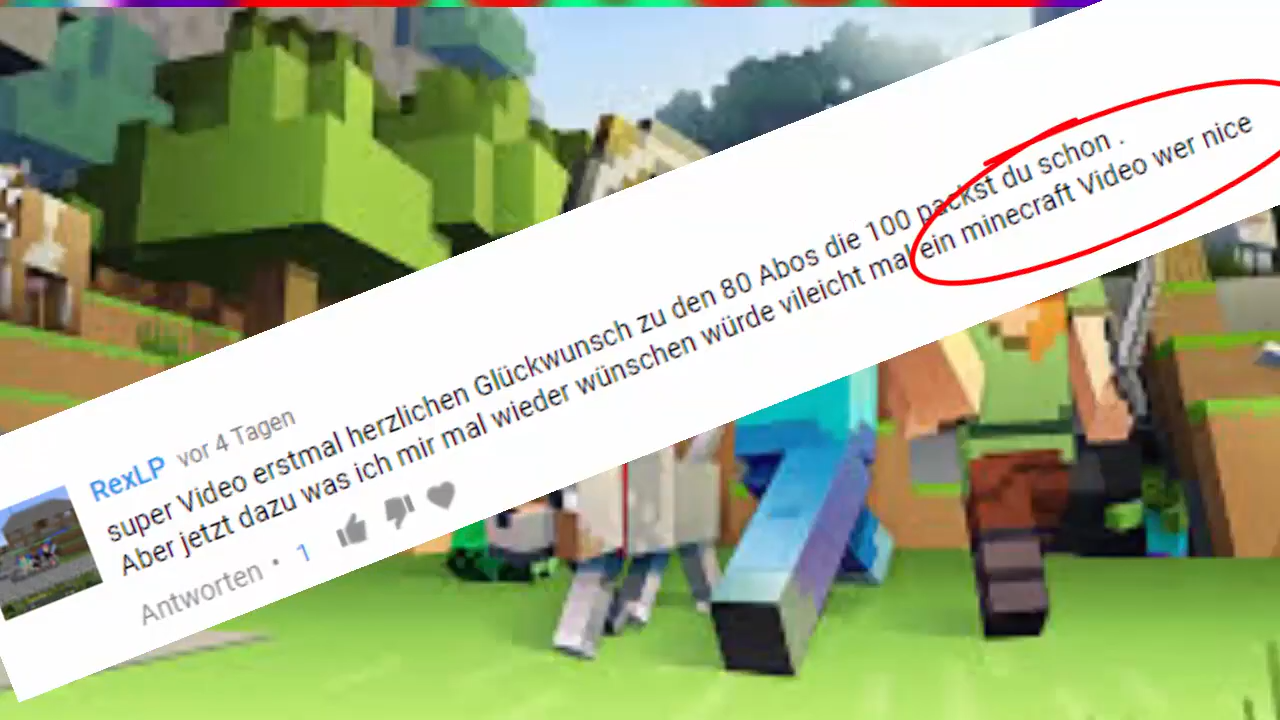 RexLP vor 4 Tagen
super Video erstmal herzlichen Glückwunsch zu den 80 Abos die 100 packst du schon .
Aber jetzt dazu was ich mir mal wieder wünschen würde vileicht mal ein minecraft Video wer nice
Antworten • 1